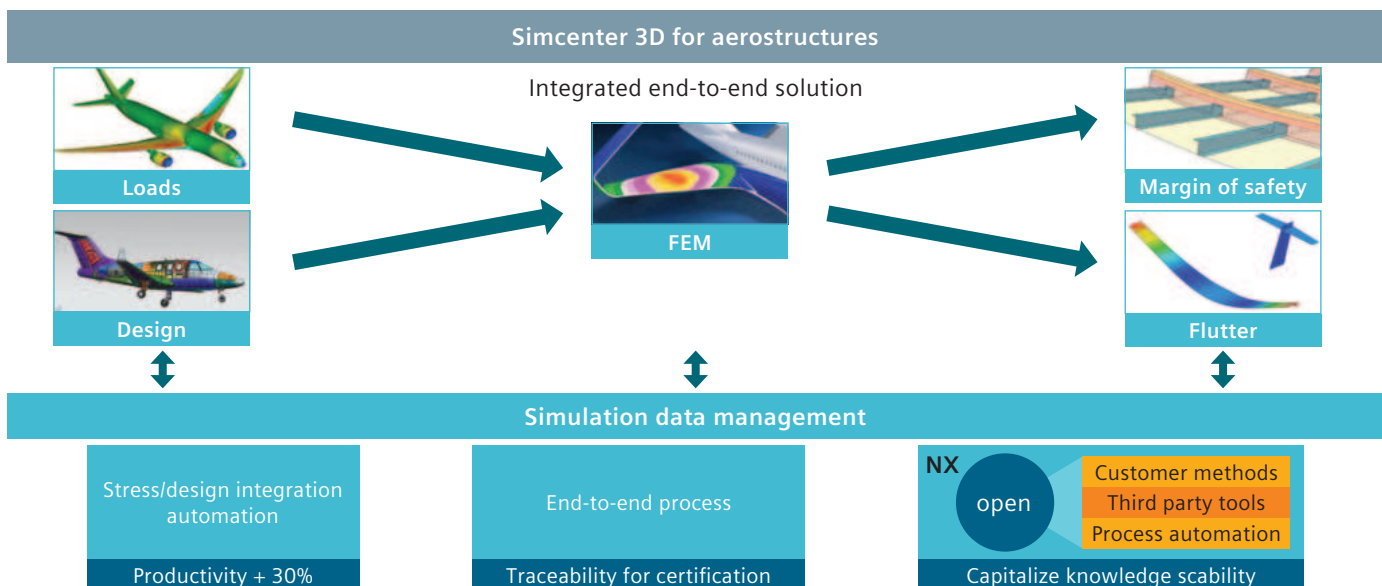 Simcenter 3D for aerostructures
Integrated end-to-end solution
Loads
Design
FEM
Margin of safety
Flutter
Simulation data management
Stress/design integration
automation
Productivity + 30%
End-to-end process
Traceability for certification
NX
open
Customer methods
Third party tools
Process automation
Capitalize knowledge scability